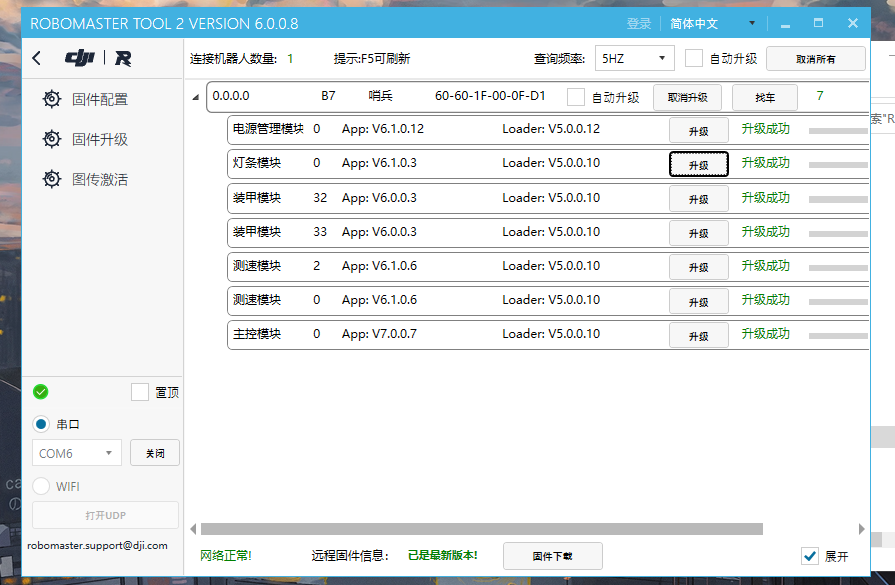 ROBOMASTER TOOL 2 VERSION 6.0.0.8 登录 简体中文
dji R 连接机器人数量: 1 提示:F5可刷新 查询频率: 5HZ 自动升级 取消所有
0.0.0.0 B7 哨兵 60-60-1F-00-0F-D1 自动升级 取消升级 找车 7
固件配置
固件升级
图传激活
电源管理模块 0 App: V6.1.0.12 Loader: V5.0.0.12 升级 升级成功
灯条模块 0 App: V6.1.0.3 Loader: V5.0.0.10 升级 升级成功
装甲模块 32 App: V6.0.0.3 Loader: V5.0.0.10 升级 升级成功
装甲模块 33 App: V6.0.0.3 Loader: V5.0.0.10 升级 升级成功
测速模块 2 App: V6.1.0.6 Loader: V5.0.0.10 升级 升级成功
测速模块 0 App: V6.1.0.6 Loader: V5.0.0.10 升级 升级成功
主控模块 0 App: V7.0.0.7 Loader: V5.0.0.10 升级 升级成功
置顶
串口
COM6 关闭
WIFI
打开UDP
robomaster.support@dji.com
网络正常! 远程固件信息: 已是最新版本! 固件下载 展开
索"R
ca
の